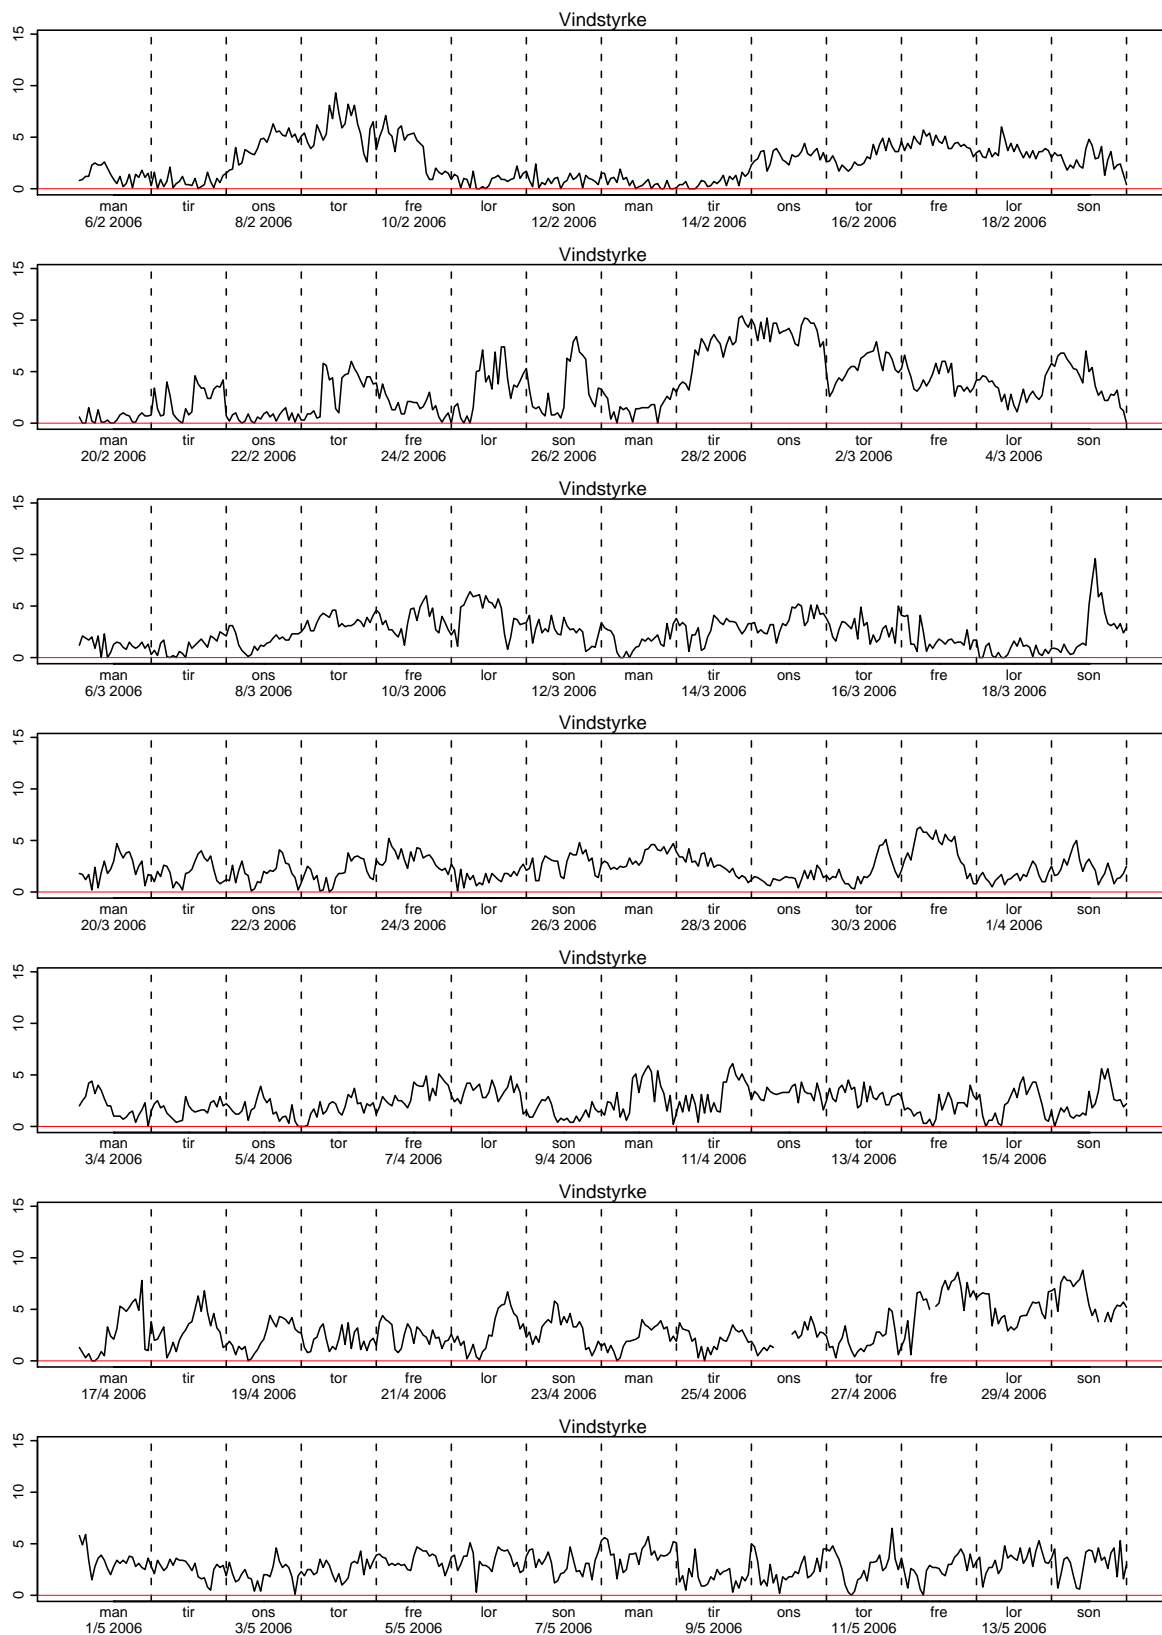 Vindstyrke
15
10
5
0
man tir ons tor fre lor son man tir ons tor fre lor son
6/2 2006 8/2 2006 10/2 2006 12/2 2006 14/2 2006 16/2 2006 18/2 2006
Vindstyrke
15
10
5
0
man tir ons tor fre lor son man tir ons tor fre lor son
20/2 2006 22/2 2006 24/2 2006 26/2 2006 28/2 2006 2/3 2006 4/3 2006
Vindstyrke
15
10
5
0
man tir ons tor fre lor son man tir ons tor fre lor son
6/3 2006 8/3 2006 10/3 2006 12/3 2006 14/3 2006 16/3 2006 18/3 2006
Vindstyrke
15
10
5
0
man tir ons tor fre lor son man tir ons tor fre lor son
20/3 2006 22/3 2006 24/3 2006 26/3 2006 28/3 2006 30/3 2006 1/4 2006
Vindstyrke
15
10
5
0
man tir ons tor fre lor son man tir ons tor fre lor son
3/4 2006 5/4 2006 7/4 2006 9/4 2006 11/4 2006 13/4 2006 15/4 2006
Vindstyrke
15
10
5
0
man tir ons tor fre lor son man tir ons tor fre lor son
17/4 2006 19/4 2006 21/4 2006 23/4 2006 25/4 2006 27/4 2006 29/4 2006
Vindstyrke
15
10
5
0
man tir ons tor fre lor son man tir ons tor fre lor son
1/5 2006 3/5 2006 5/5 2006 7/5 2006 9/5 2006 11/5 2006 13/5 2006